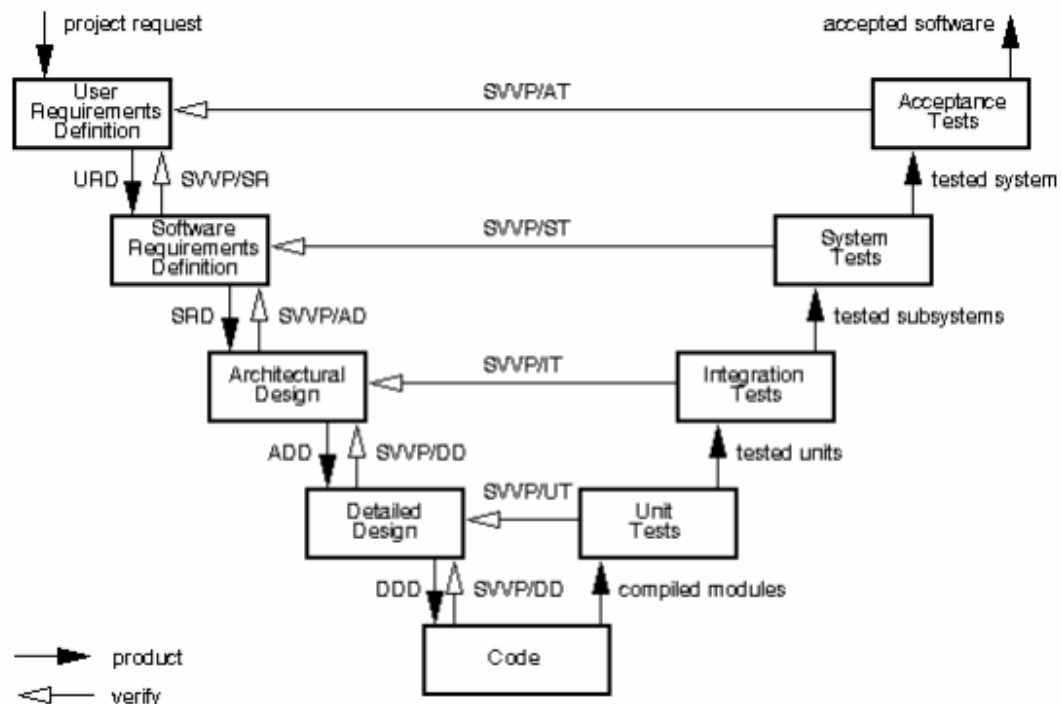 project request
accepted software
User
Requirements
Definition
SVVP/AT
Acceptance
Tests
URD
SVVP/SR
tested system
Software
Requirements
Definition
SVVP/ST
System
Tests
SRD
SVVP/AD
tested subsystems
Architectural
Design
SVVP/IT
Integration
Tests
ADD
SVVP/DD
tested units
SVVP/UT
Detailed
Design
Unit
Tests
DDD
SVVP/DD
compiled modules
Code
product
verify